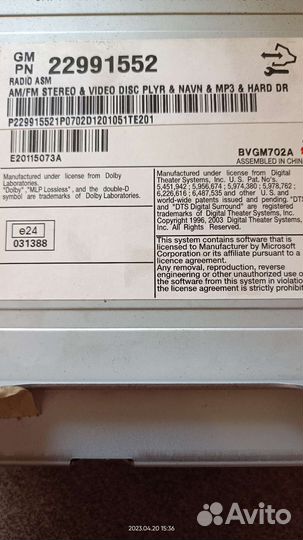 GM
PN 22991552
RADIO ASM
AM/FM STEREO & VIDEO DISC PLYR & NAVN & MP3 & HARD DR
P229915521P0702D1201051TE201
E20115073A
BVGM702A
ASSEMBLED IN CHIN
Manufactured under license from Dolby
Laboratories.
"Dolby", "MLP Lossless", and the double-D
symbol are trademarks of Dolby Laboratories.
e24
031388
Manufactured under license from Digital
Theater Systems, Inc. U. S. Pat. No's.
5,451,942 ; 5,956,674 ; 5,974,380 ; 5,978,762
6,226,616 ; 6,487,535 and other U. S. and
world-wide patents issued and pending. "DTS
and "DTS Digital Surround" are registered
trademarks of Digital Theater Systems, Inc.
Copyright 1996, 2003 Digital Theater Systems
Inc. All Rights Reserved.
This system contains software that is
licensed to Manufacturer by Microsoft
Corporation or its affiliate pursuant to a
licence agreement.
Any removal, reproduction, reverse
engineering or other unauthorized use of
the software in violation of
the license agreement is strictly prohibi
2023.04.20 15:36
Avito